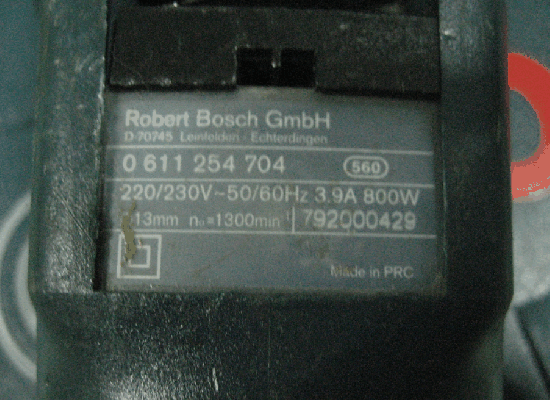 Robert Bosch GmbH
D-70745 Leinfelden - Echterdingen
0 611 254 704 560
220/230V~50/60Hz 3.9A 800W
13mm n₀=1300min⁻¹ 792000429
Made in PRC